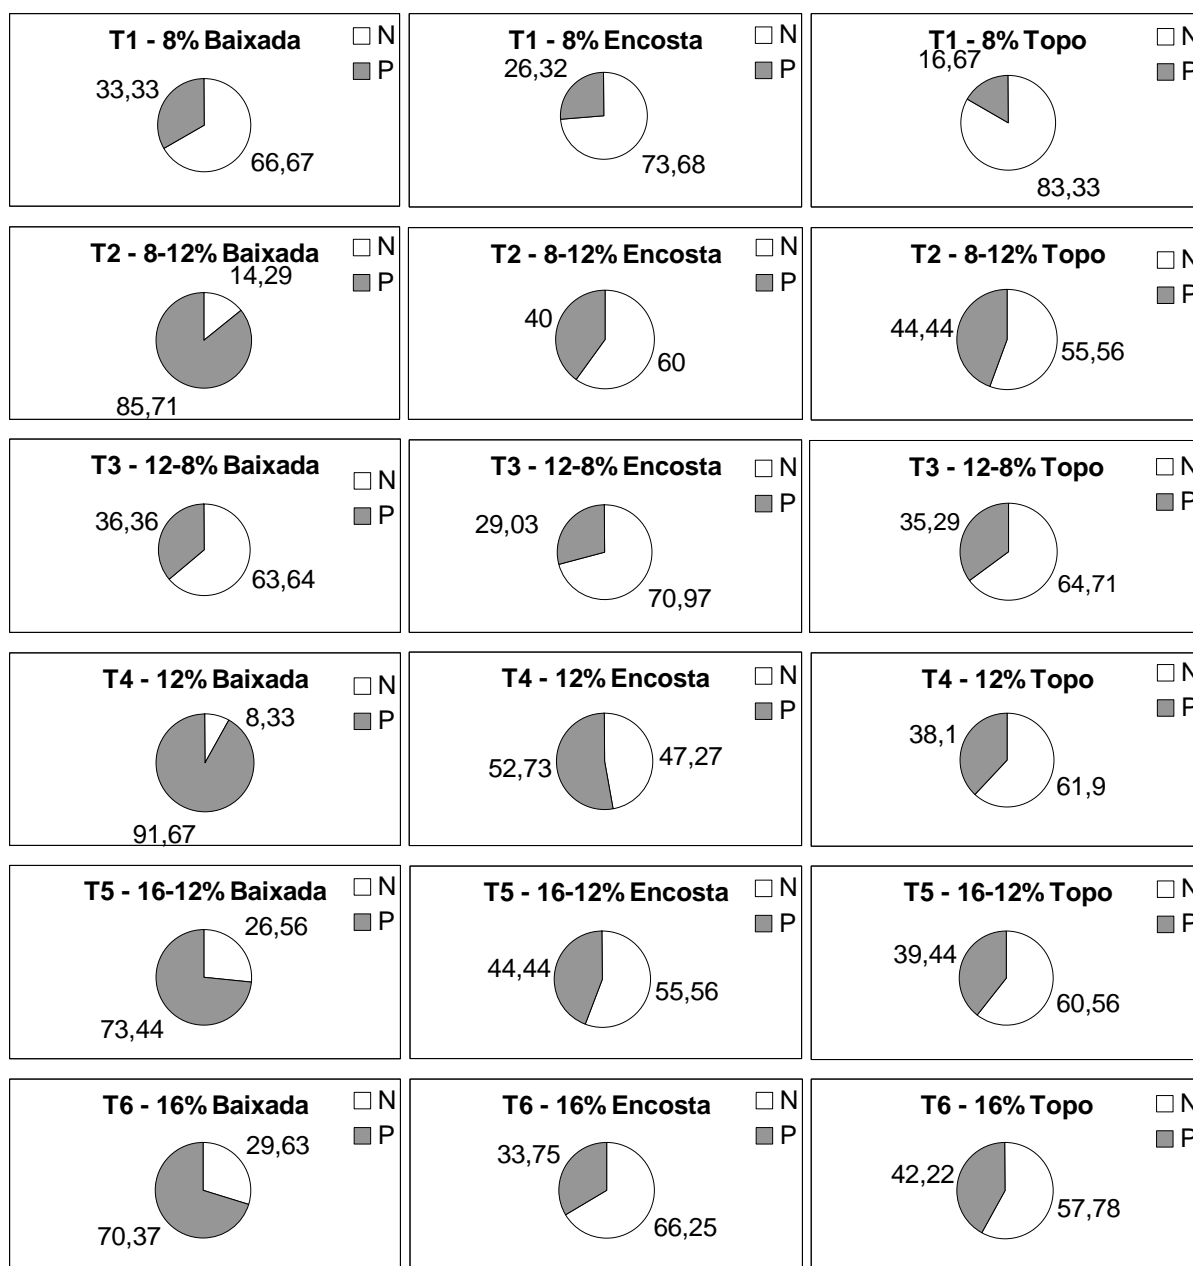 T1 - 8% Baixada
N
P
33,33
66,67
T1 - 8% Encosta
N
P
26,32
73,68
T1 - 8% Topo
N
P
16,67
83,33
T2 - 8-12% Baixada
N
P
14,29
85,71
T2 - 8-12% Encosta
N
P
40
60
T2 - 8-12% Topo
N
P
44,44
55,56
T3 - 12-8% Baixada
N
P
36,36
63,64
T3 - 12-8% Encosta
N
P
29,03
70,97
T3 - 12-8% Topo
N
P
35,29
64,71
T4 - 12% Baixada
N
P
8,33
91,67
T4 - 12% Encosta
N
P
52,73
47,27
T4 - 12% Topo
N
P
38,1
61,9
T5 - 16-12% Baixada
N
P
26,56
73,44
T5 - 16-12% Encosta
N
P
44,44
55,56
T5 - 16-12% Topo
N
P
39,44
60,56
T6 - 16% Baixada
N
P
29,63
70,37
T6 - 16% Encosta
N
P
33,75
66,25
T6 - 16% Topo
N
P
42,22
57,78